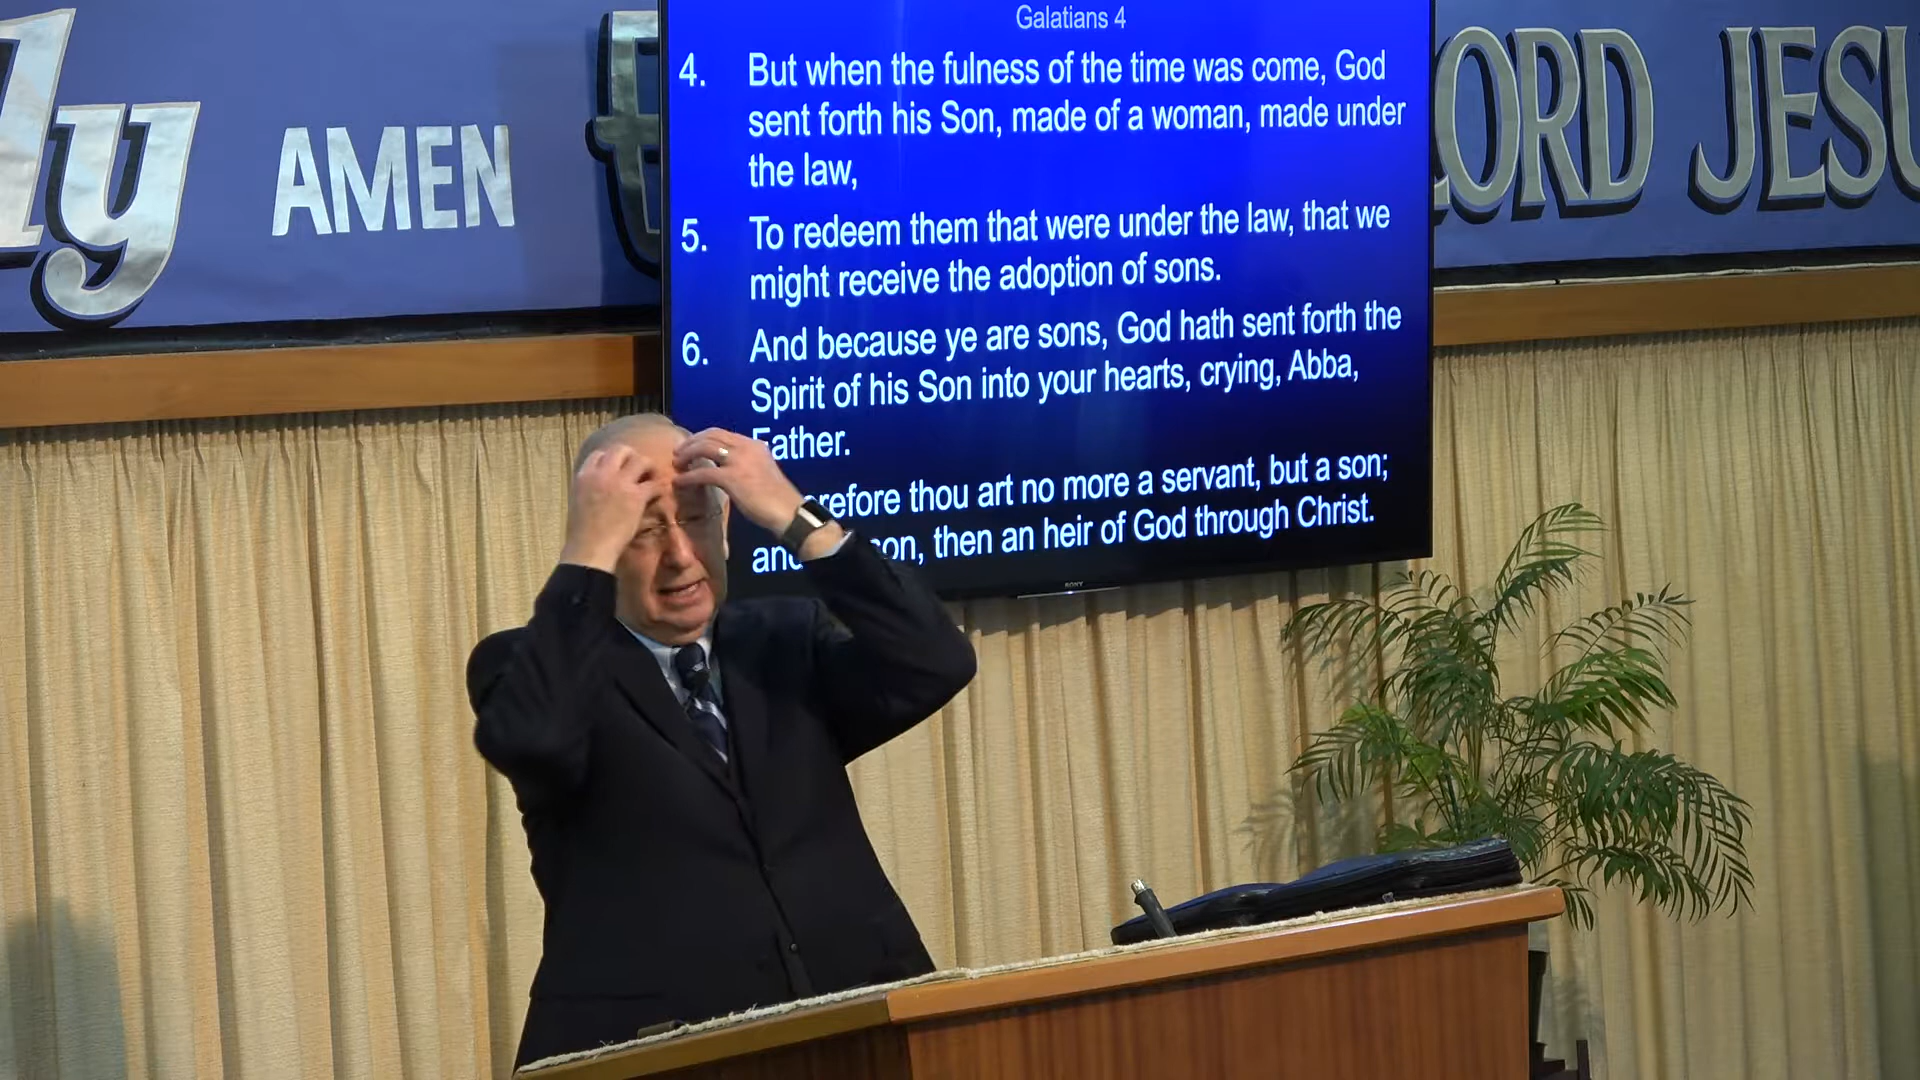 Galatians 4
4. But when the fulness of the time was come, God
sent forth his Son, made of a woman, made under
the law,
5. To redeem them that were under the law, that we
might receive the adoption of sons.
6. And because ye are sons, God hath sent forth the
Spirit of his Son into your hearts, crying, Abba,
Father.
thou art no more a servant, but a son;
then an heir of God through Christ.
SONY
ly AMEN
LORD JESU